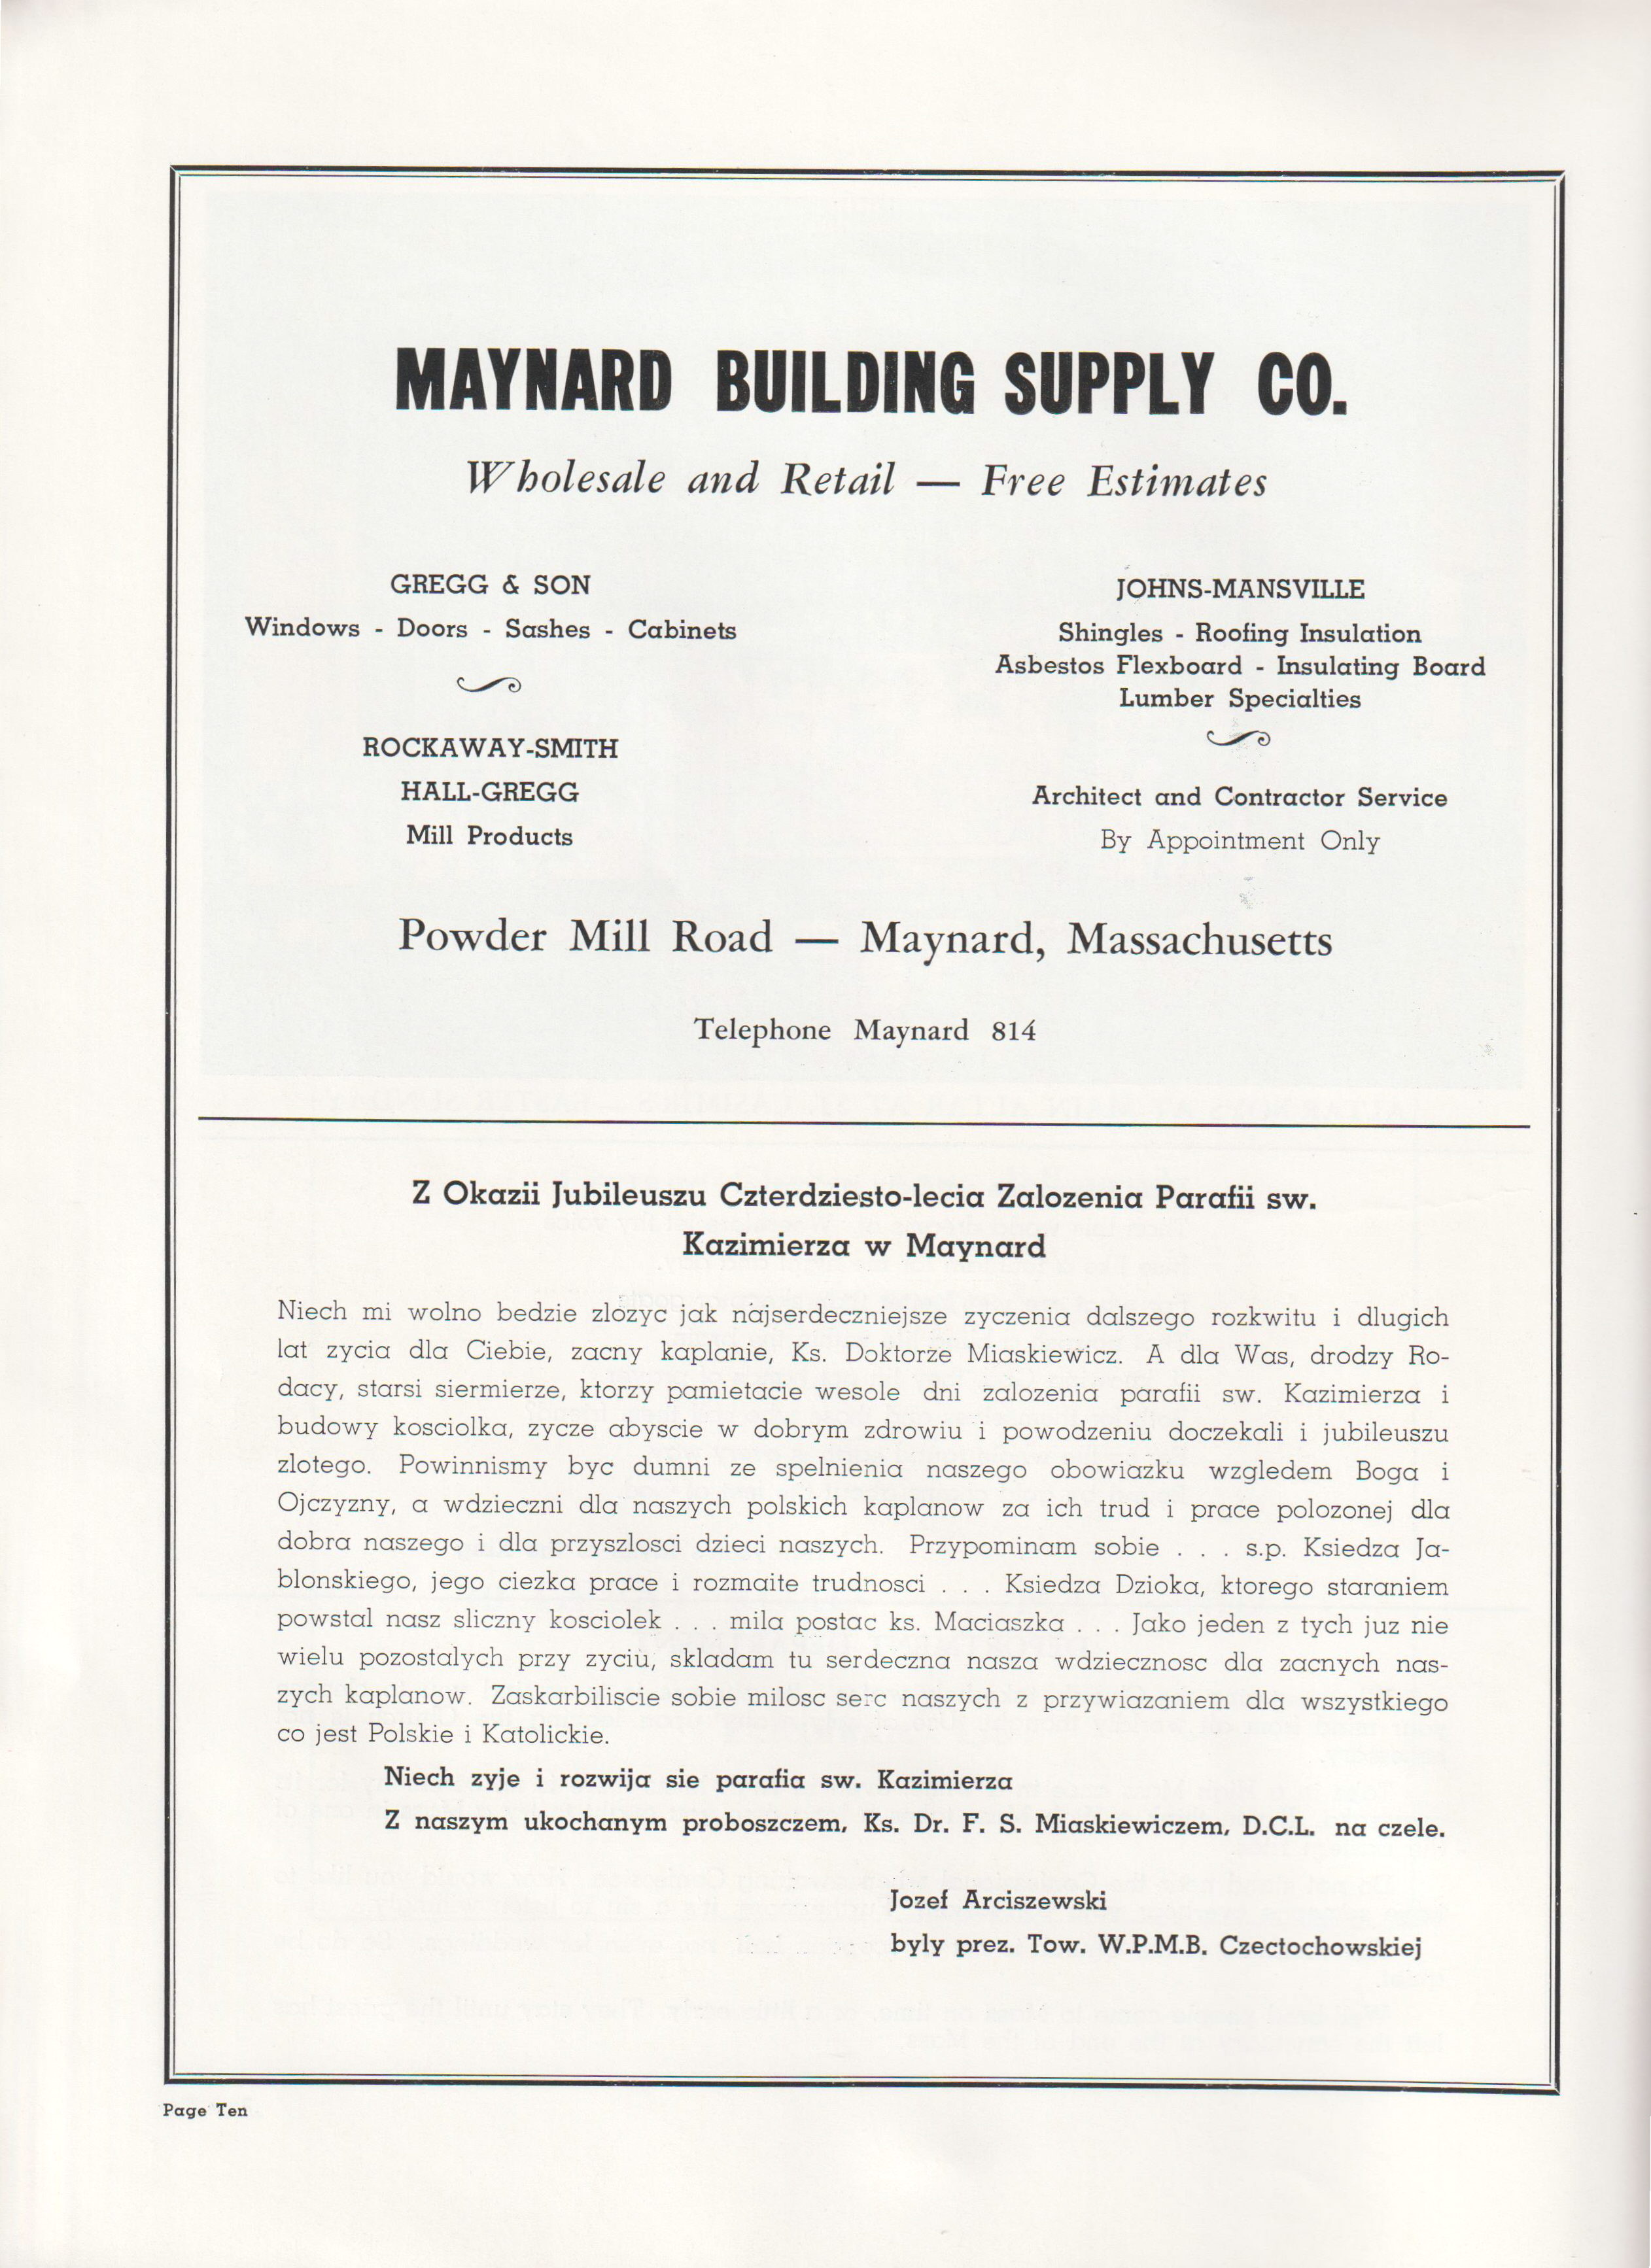 MAYNARD BUILDING SUPPLY CO.
Wholesale and Retail — Free Estimates
GREGG & SON
Windows - Doors - Sashes - Cabinets
ROCKAWAY-SMITH
HALL-GREGG
Mill Products
JOHNS-MANSVILLE
Shingles - Roofing Insulation
Asbestos Flexboard - Insulating Board
Lumber Specialties
Architect and Contractor Service
By Appointment Only
Powder Mill Road — Maynard, Massachusetts
Telephone Maynard 814
Z Okazii Jubileuszu Czterdziesto-lecia Zalozenia Parafii sw.
Kazimierza w Maynard
Niech mi wolno bedzie zlozyc jak najserdeczniejsze zyczenia dalszego rozkwitu i dlugich
lat zycia dla Ciebie, zacny kaplanie, Ks. Doktorze Miaskiewicz. A dla Was, drodzy Ro-
dacy, starsi siermierze, ktorzy pamietacie wesole dni zalozenia parafii sw. Kazimierza i
budowy kosciolka, zycze abyscie w dobrym zdrowiu i powodzeniu doczekali i jubileuszu
zlotego. Powinnismy byc dumni ze spelnienia naszego obowiazku wzgledem Boga i
Ojczyzny, a wdzieczni dla naszych polskich kaplanow za ich trud i prace polozonej dla
dobra naszego i dla przyszlosci dzieci naszych. Przypominam sobie . . . s.p. Ksiedza Ja-
blonskiego, jego ciezka prace i rozmaite trudnosci . . . Ksiedza Dzioka, ktorego staraniem
powstal nasz sliczny kosciolek . . . mila postac ks. Maciaszka . . . Jako jeden z tych juz nie
wielu pozostalych przy zyciu, skladam tu serdeczna nasza wdziecznosc dla zacnych nas-
zych kaplanow. Zaskarbiliscie sobie milosc serc naszych z przywiazaniem dla wszystkiego
co jest Polskie i Katolickie.
Niech zyje i rozwija sie parafia sw. Kazimierza
Z naszym ukochanym proboszczem, Ks. Dr. F. S. Miaskiewiczem, D.C.L. na czele.
Jozef Arciszewski
byly prez. Tow. W.P.M.B. Czectochowskiej
Page Ten